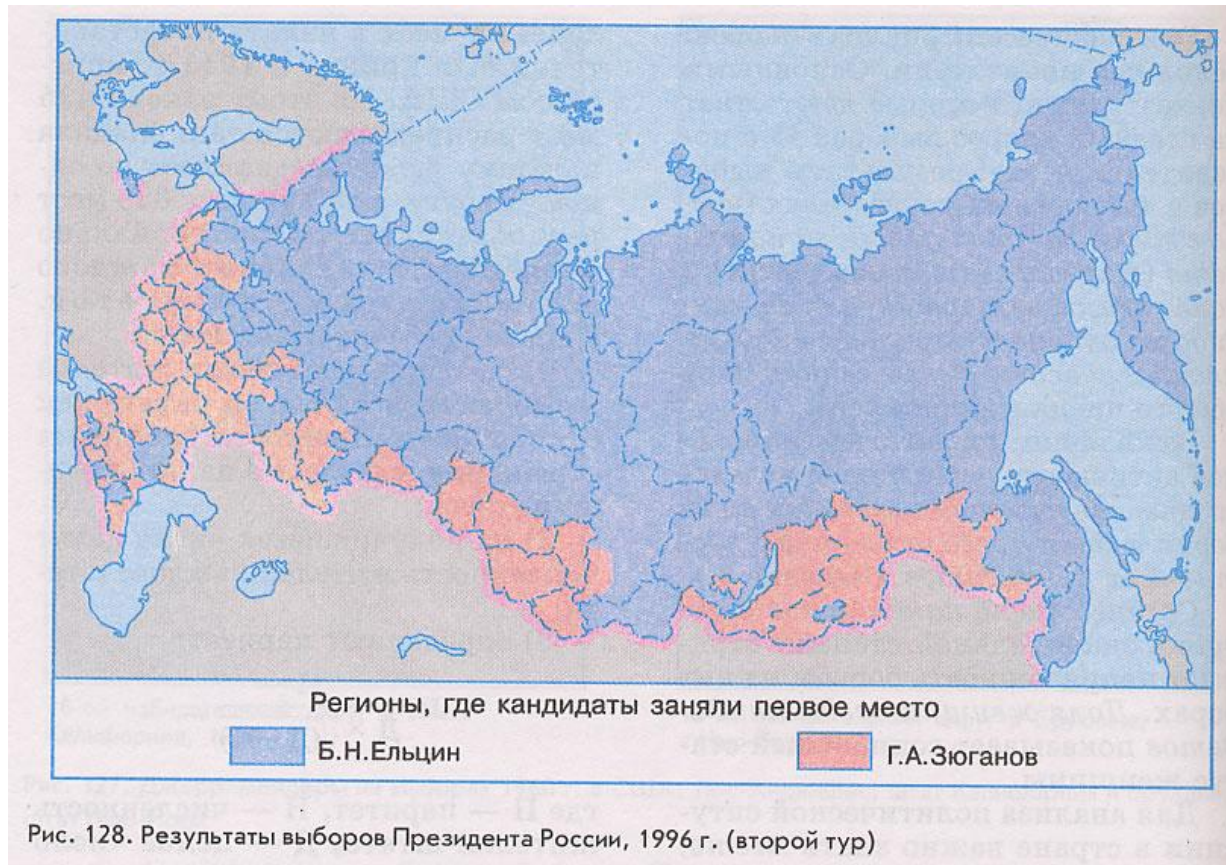 Регионы, где кандидаты заняли первое место
Б.Н.Ельцин
Г.А.Зюганов
Рис. 128. Результаты выборов Президента России, 1996 г. (второй тур)